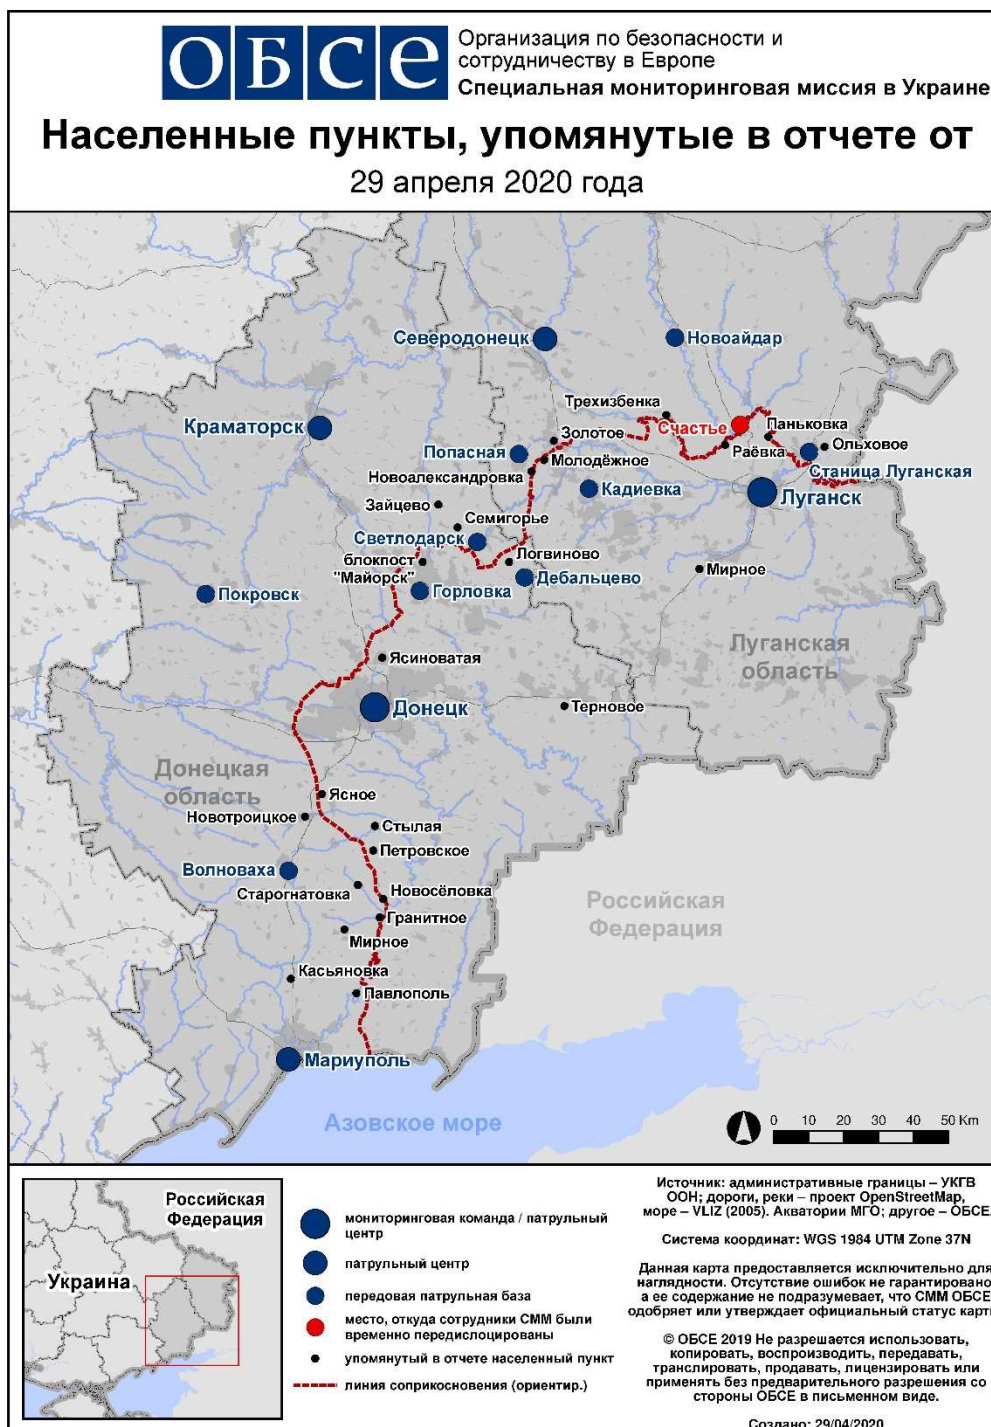 ОБСЕ
Организация по безопасности и
сотрудничеству в Европе
Специальная мониторинговая миссия в Украине
Населенные пункты, упомянутые в отчете от
29 апреля 2020 года
Северодонецк
Новоайдар
Трехизбенка
Краматорск
Счастье
Паньковка
Золотое
Попасная
Раёвка
Ольховое
Молодёжное
Станица Луганская
Новоалександровка
Кадиевка
Луганск
Зайцево
Семигорье
Светлодарск
Логвиново
блокпост
"Майорск"
Мирное
Дебальцево
Покровск
Горловка
Луганская
область
Ясиноватая
Донецк
Терновое
Донецкая
область
Ясное
Новотроицкое
Стылая
Петровское
Волноваха
Старогнатовка
Новосёловка
Российская
Федерация
Гранитное
Мирное
Касьяновка
Павлополь
Мариуполь
Азовское море
0 10 20 30 40 50 Km
Российская
Федерация
Украина
мониторинговая команда / патрульный
центр
патрульный центр
передовая патрульная база
место, откуда сотрудники СММ были
временно передислоцированы
упомянутый в отчете населенный пункт
линия соприкосновения (ориентир.)
Источник: административные границы – УКГВ
ООН; дороги, реки – проект OpenStreetMap,
море – VLIZ (2005). Акватории МГО; другое – ОБСЕ.
Система координат: WGS 1984 UTM Zone 37N
Данная карта предоставляется исключительно для
наглядности. Отсутствие ошибок не гарантировано
а ее содержание не подразумевает, что СММ ОБСЕ
одобряет или утверждает официальный статус карт
© ОБСЕ 2019 Не разрешается использовать,
копировать, воспроизводить, передавать,
транслировать, продавать, лицензировать или
применять без предварительного разрешения со
стороны ОБСЕ в письменном виде.
Создано: 29/04/2020